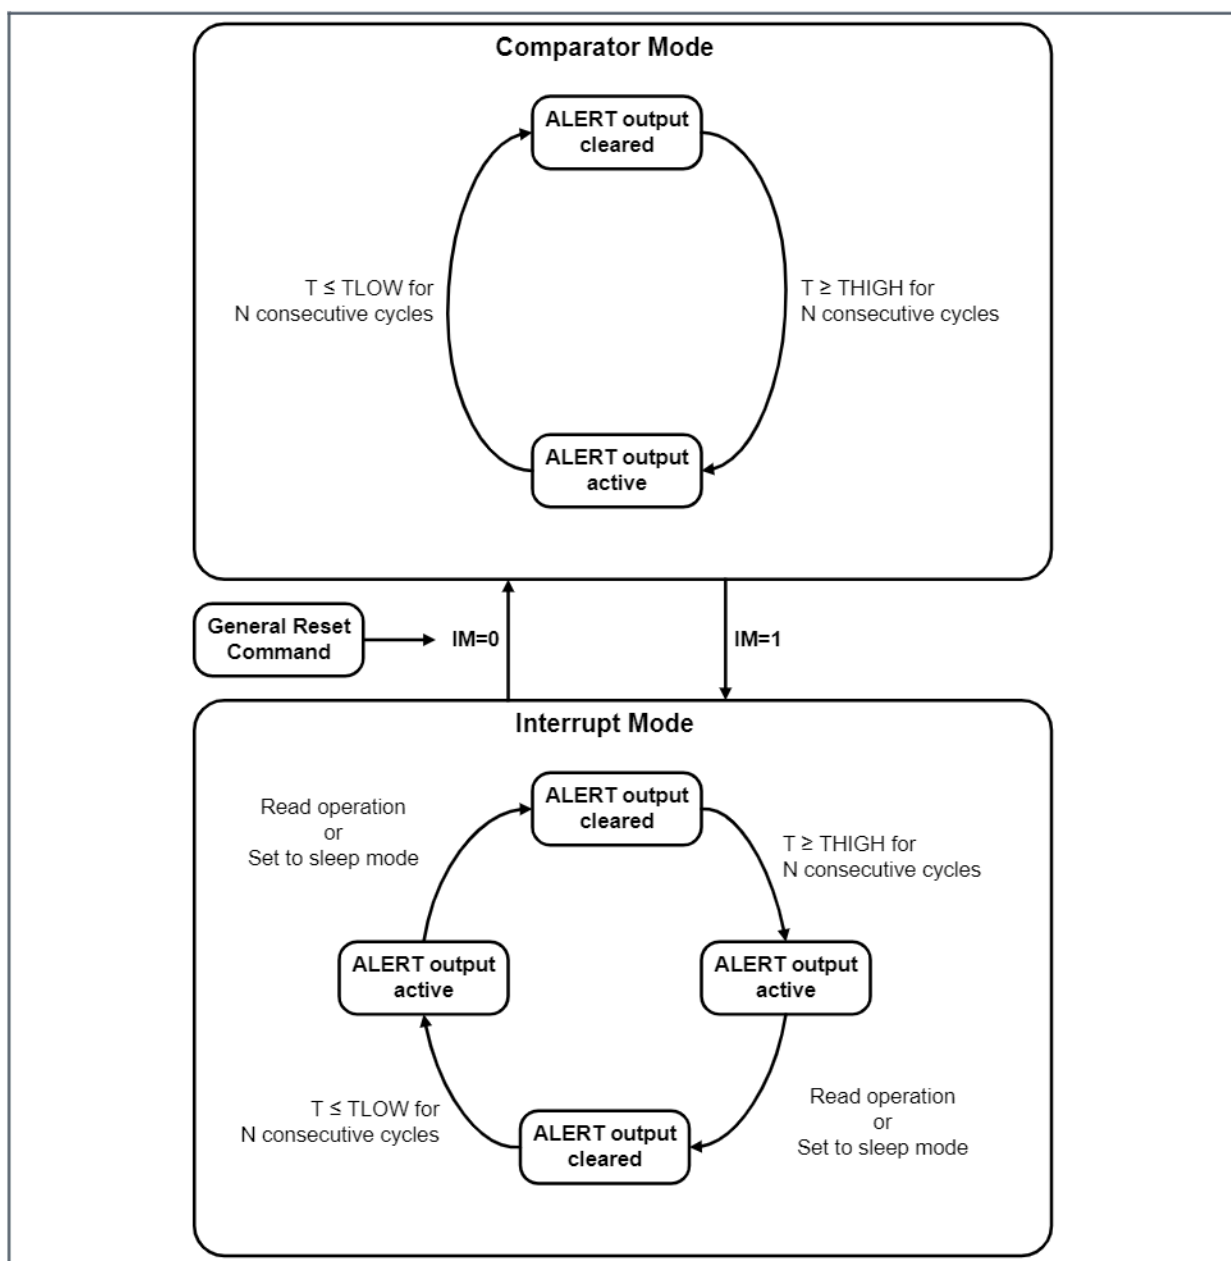 Comparator Mode
ALERT output
cleared
T ≤ TLOW for
N consecutive cycles
T ≥ THIGH for
N consecutive cycles
ALERT output
active
General Reset
Command
IM=0
IM=1
Interrupt Mode
ALERT output
cleared
Read operation
or
Set to sleep mode
T ≥ THIGH for
N consecutive cycles
ALERT output
active
ALERT output
active
T ≤ TLOW for
N consecutive cycles
Read operation
or
Set to sleep mode
ALERT output
cleared